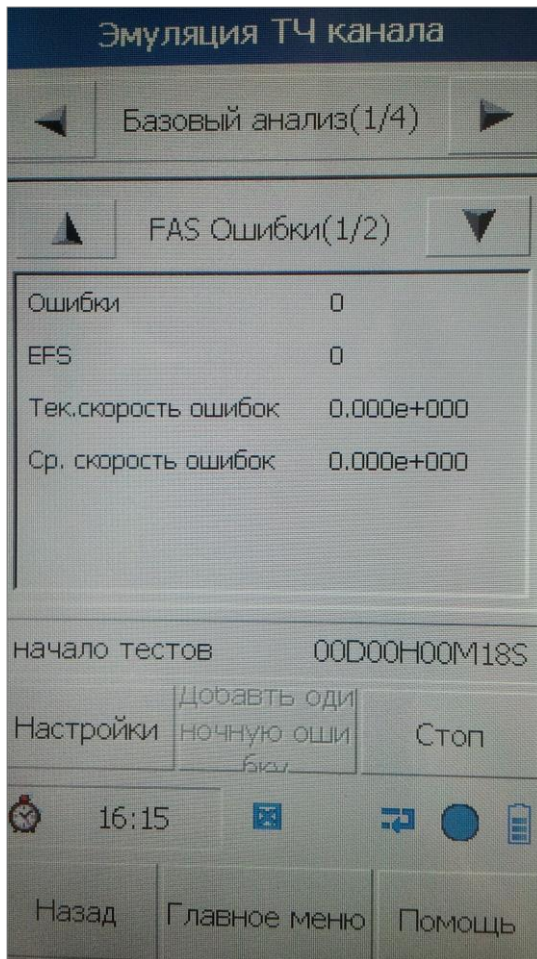 Эмуляция ТЧ канала
Базовый анализ(1/4)
FAS Ошибки(1/2)
Ошибки 0
EFS 0
Тек.скорость ошибок 0.000e+000
Ср. скорость ошибок 0.000e+000
начало тестов 00D00H00M18S
Настройки
Добавть оди
ночную оши
бку
Стоп
16:15
Назад
Главное меню
Помощь